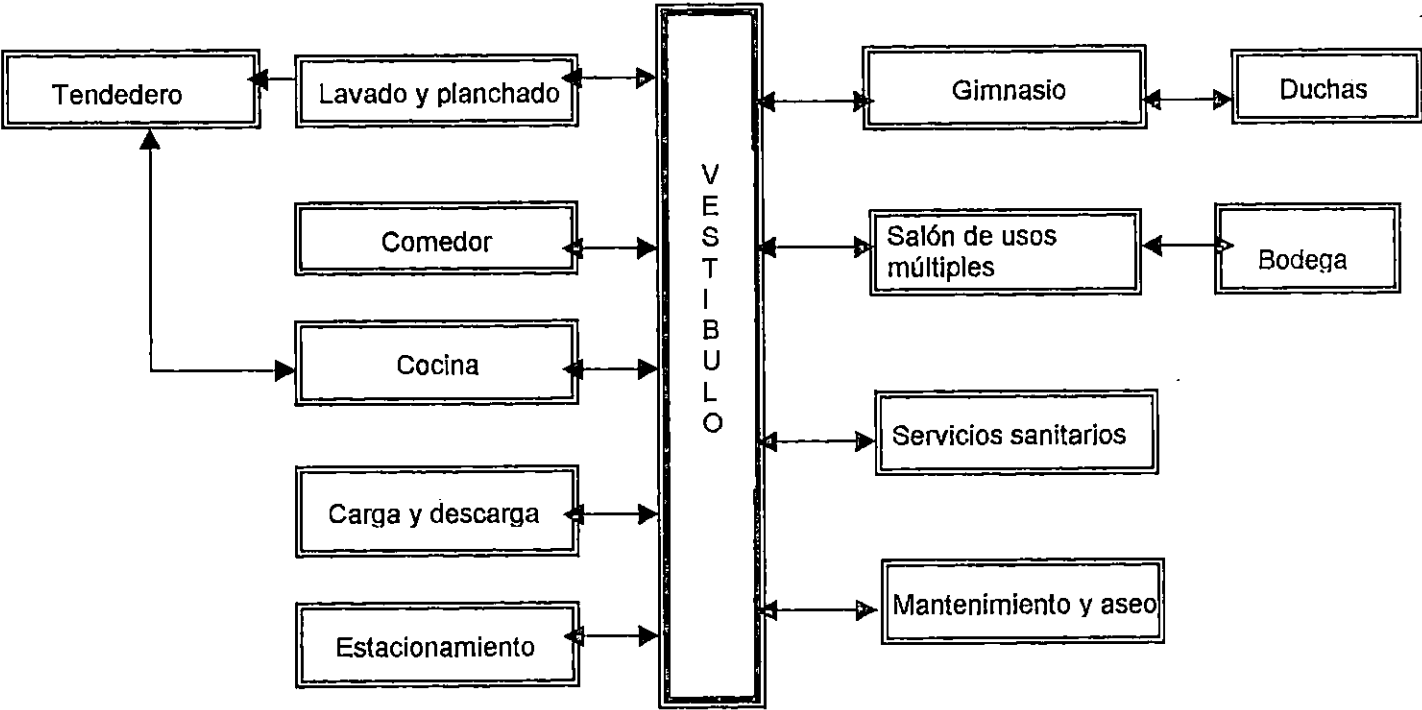 Tendedero
Lavado y planchado
Comedor
Cocina
Carga y descarga
Estacionamiento
VESTIBULO
Gimnasio
Duchas
Salón de usos
múltiples
Bodega
Servicios sanitarios
Mantenimiento y aseo